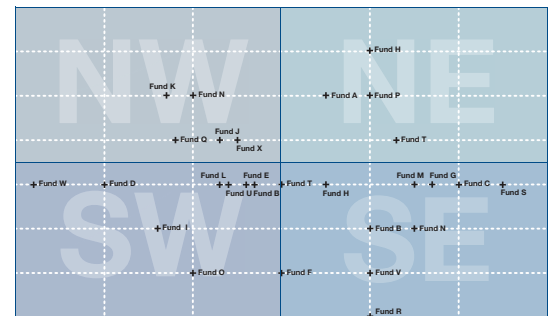 NW
NE
Fund H
Fund K
Fund N
Fund A
Fund P
Fund Q
Fund J
Fund X
Fund T
SW
SE
Fund W
Fund D
Fund L
Fund E
Fund U
Fund B
Fund T
Fund H
Fund M
Fund G
Fund C
Fund S
Fund I
Fund B
Fund N
Fund O
Fund F
Fund V
Fund R